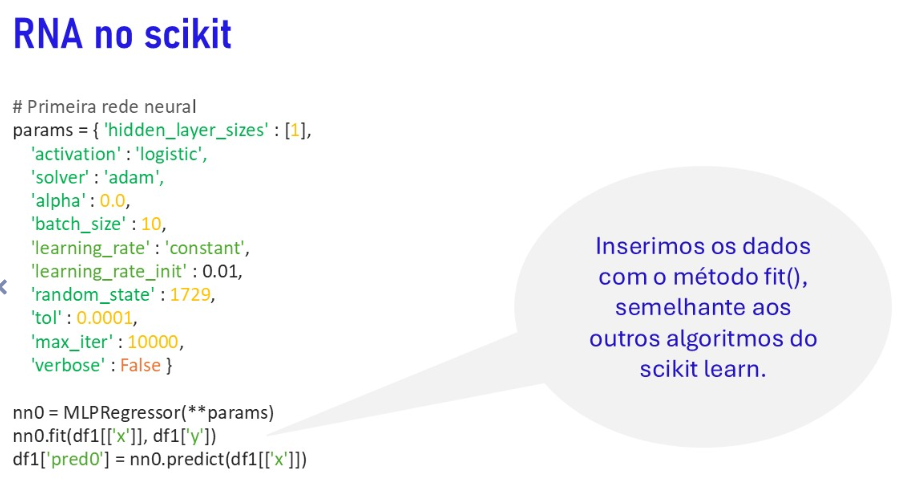 RNA no scikit
# Primeira rede neural
params = { 'hidden_layer_sizes' : [1],
'activation' : 'logistic',
'solver' : 'adam',
'alpha' : 0.0,
'batch_size' : 10,
'learning_rate' : 'constant',
'learning_rate_init' : 0.01,
'random_state' : 1729,
'tol' : 0.0001,
'max_iter' : 10000,
'verbose' : False }
nn0 = MLPRegressor(**params)
nn0.fit(df1[['x']], df1['y'])
df1['pred0'] = nn0.predict(df1[['x']])
Inserimos os dados
com o método fit(),
semelhante aos
outros algoritmos do
scikit learn.